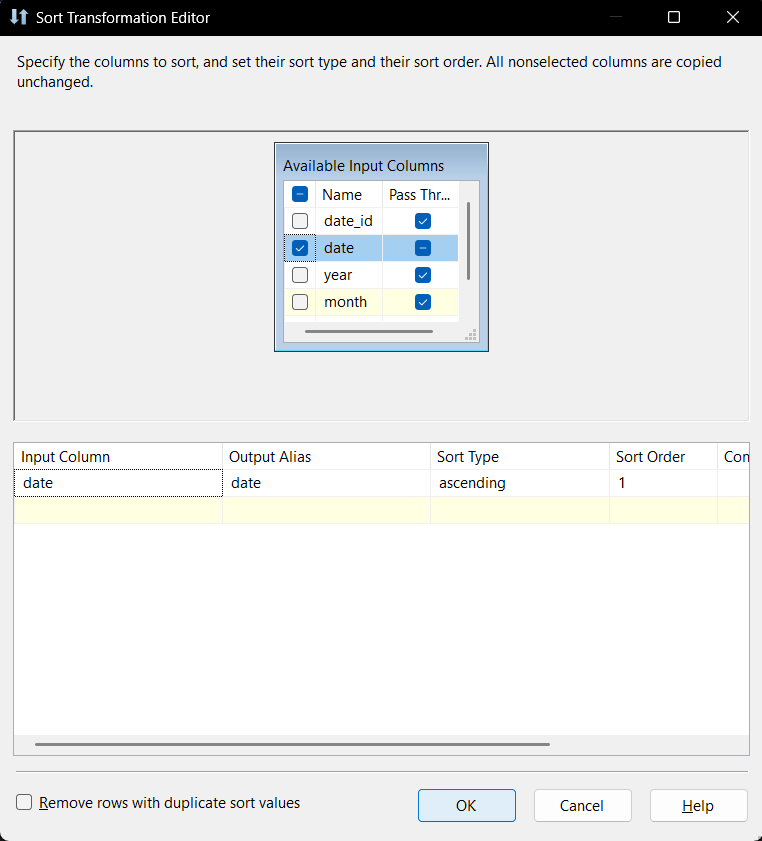 Sort Transformation Editor
Specify the columns to sort, and set their sort type and their sort order. All nonselected columns are copied
unchanged.
Available Input Columns
Name Pass Thr...
date_id
date
year
month
Input Column Output Alias Sort Type Sort Order Con
date date ascending 1
Remove rows with duplicate sort values
OK Cancel Help